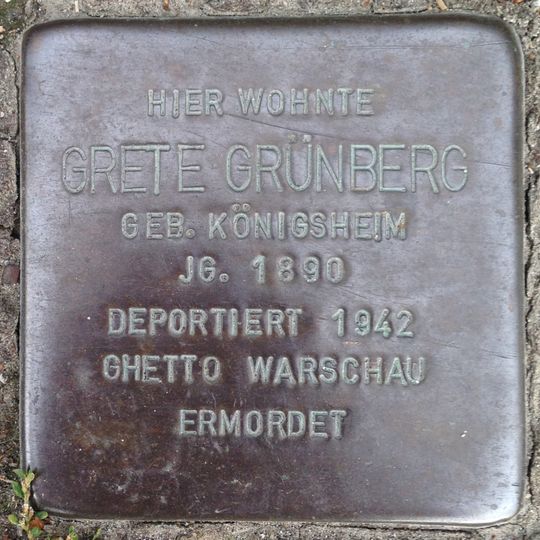 HIER WOHNTE
GRETE GRÜNBERG
GEB. KÖNIGSHEIM
JG. 1890
DEPORTIERT 1942
GHETTO WARSCHAU
ERMORDET